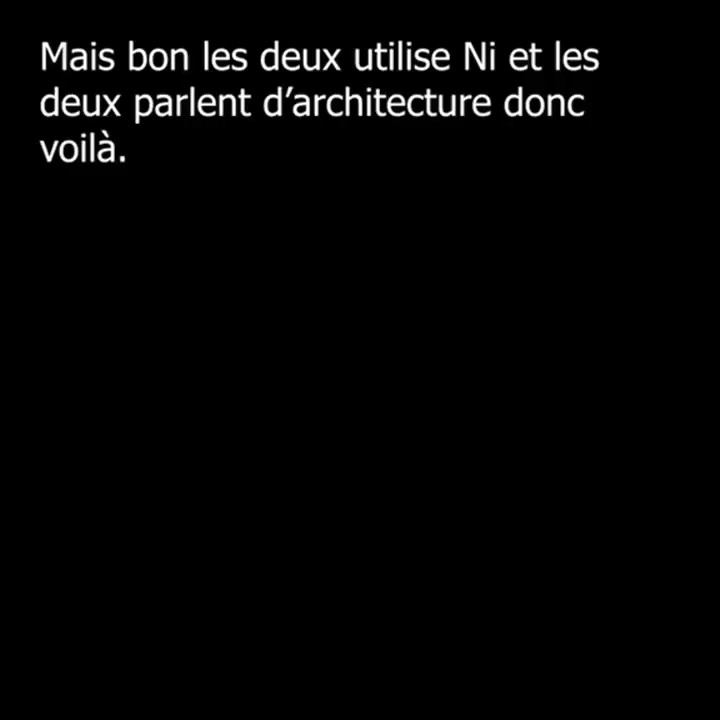 Mais bon les deux utilise Ni et les
deux parlent d’architecture donc
voilà.